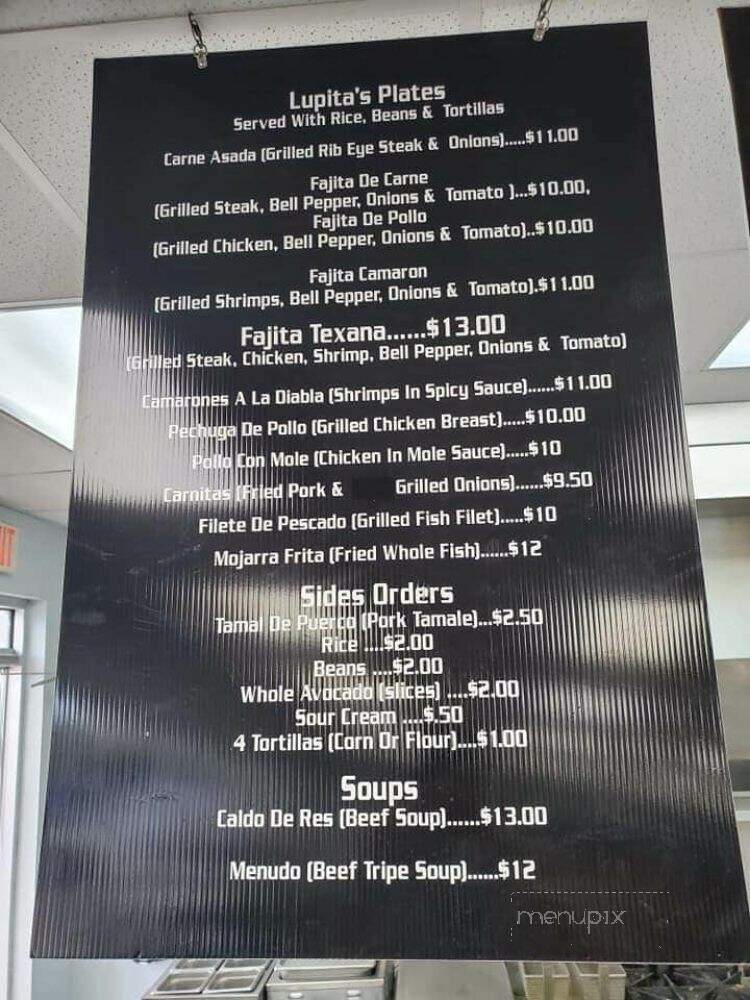 Lupita's Plates
Served With Rice, Beans & Tortillas
Carne Asada (Grilled Rib Eye Steak & Onions).....$11.00
Fajita De Carne
(Grilled Steak, Bell Pepper, Onions & Tomato )...$10.00,
Fajita De Pollo
(Grilled Chicken, Bell Pepper, Onions & Tomato)..$10.00
Fajita Camaron
(Grilled Shrimps, Bell Pepper, Onions & Tomato).$11.00
Fajita Texana......$13.00
(Grilled Steak, Chicken, Shrimp, Bell Pepper, Onions & Tomato)
Camarones A La Diabla (Shrimps In Spicy Sauce)......$11.00
Pechuga De Pollo (Grilled Chicken Breast).....$10.00
Pollo Con Mole (Chicken In Mole Sauce).....$10
Carnitas (Fried Pork & Grilled Onions)......$9.50
Filete De Pescado (Grilled Fish Filet).....$10
Mojarra Frita (Fried Whole Fish)......$12
Sides Orders
Tamal De Puerco (Pork Tamale)...$2.50
Rice ....$2.00
Beans ....$2.00
Whole Avocado (slices) ....$2.00
Sour Cream ....$.50
4 Tortillas (Corn Or Flour)....$1.00
Soups
Caldo De Res (Beef Soup)......$13.00
Menudo (Beef Tripe Soup)......$12
menupix